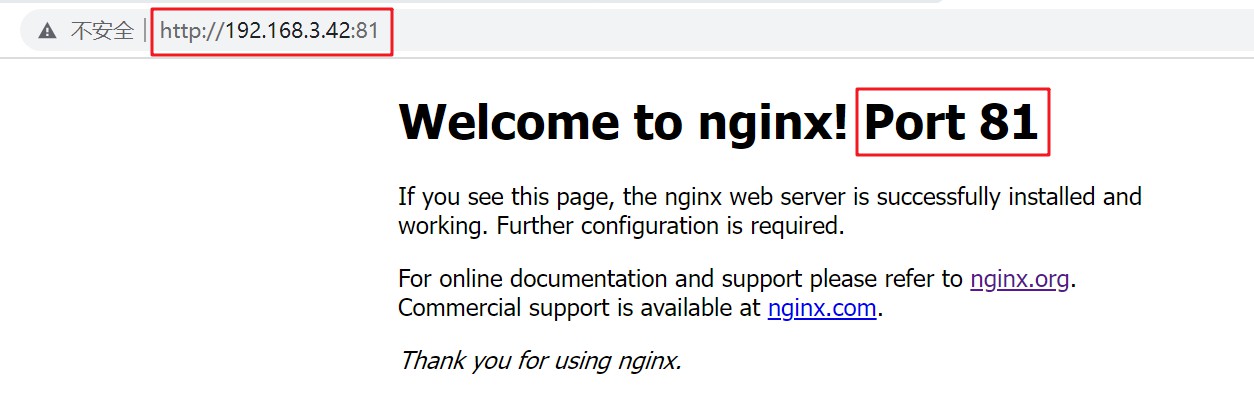 不安全 http://192.168.3.42:81
Welcome to nginx! Port 81
If you see this page, the nginx web server is successfully installed and
working. Further configuration is required.
For online documentation and support please refer to nginx.org.
Commercial support is available at nginx.com.
Thank you for using nginx.